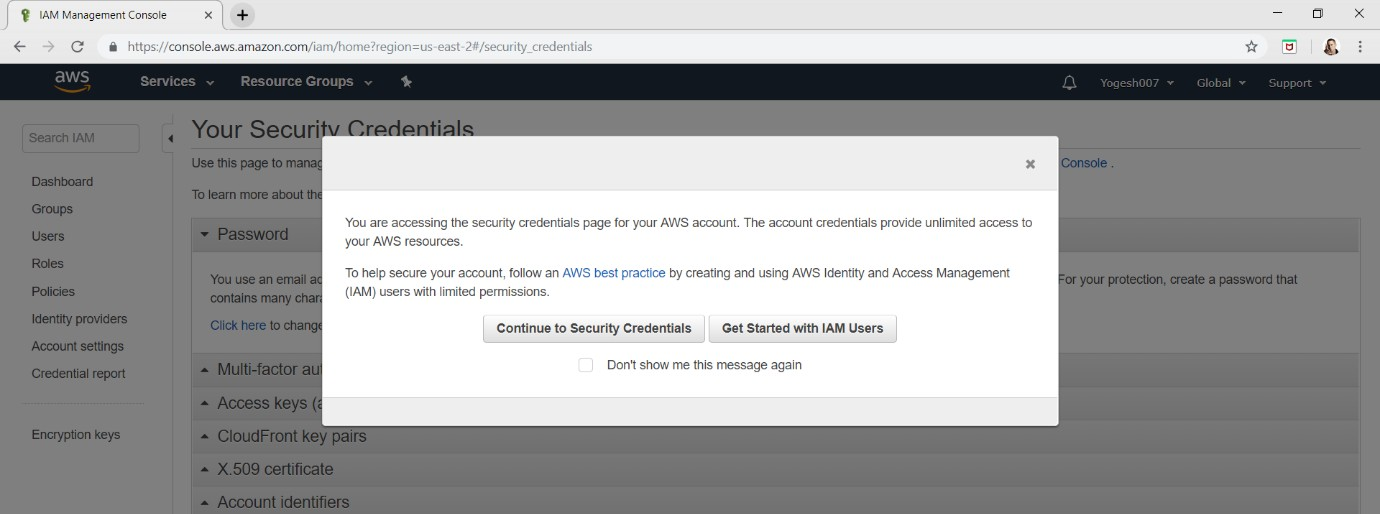 IAM Management Console
https://console.aws.amazon.com/iam/home?region=us-east-2#/security_credentials
aws Services Resource Groups Yogesh007 Global Support
Search IAM
Dashboard
Groups
Users
Roles
Policies
Identity providers
Account settings
Credential report
Encryption keys
Your Security Credentials
Use this page to manag
Console .
To learn more about the
Password
You use an email ad
For your protection, create a password that
contains many chara
Click here to change
Multi-factor au
Access keys (a
CloudFront key pairs
X.509 certificate
Account identifiers
You are accessing the security credentials page for your AWS account. The account credentials provide unlimited access to
your AWS resources.
To help secure your account, follow an AWS best practice by creating and using AWS Identity and Access Management
(IAM) users with limited permissions.
Continue to Security Credentials Get Started with IAM Users
Don't show me this message again